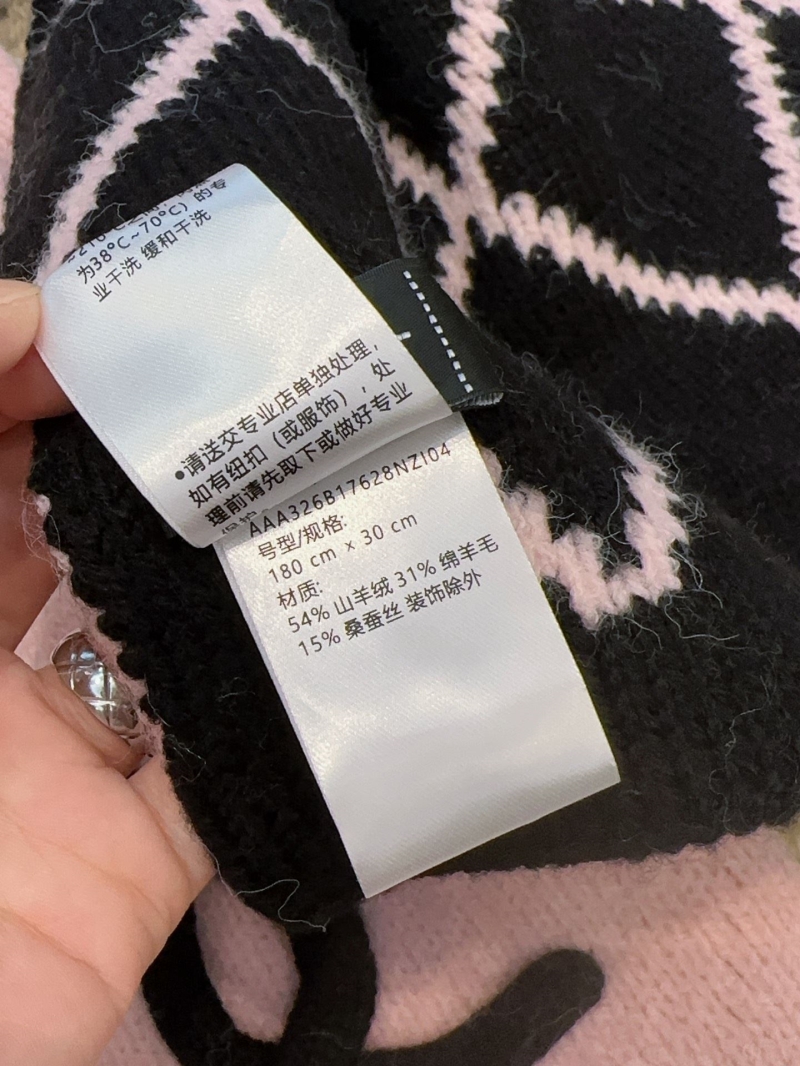 为38°C~70°C）的专
业干洗 缓和干洗
•请送交专业店单独处理，
如有纽扣（或服饰），处
理前请先取下或做好专业
AAA326B17628NZI04
号型/规格:
180 cm x 30 cm
材质:
54% 山羊绒 31% 绵羊毛
15% 桑蚕丝 装饰除外